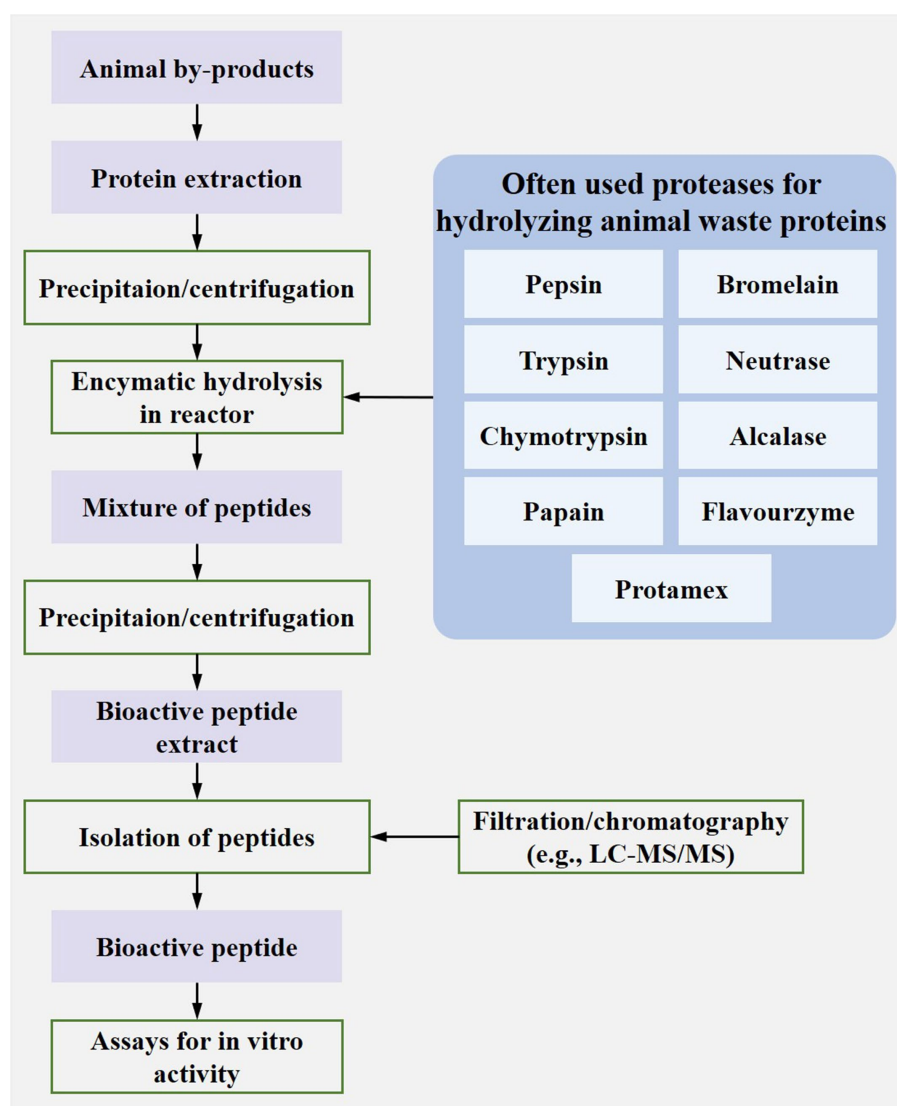 Animal by-products
Protein extraction
Precipitaion/centrifugation
Encymatic hydrolysis
in reactor
Mixture of peptides
Precipitaion/centrifugation
Bioactive peptide
extract
Isolation of peptides
Bioactive peptide
Assays for in vitro
activity
Often used proteases for
hydrolyzing animal waste proteins
Pepsin
Bromelain
Trypsin
Neutrase
Chymotrypsin
Alcalase
Papain
Flavourzyme
Protamex
Filtration/chromatography
(e.g., LC-MS/MS)